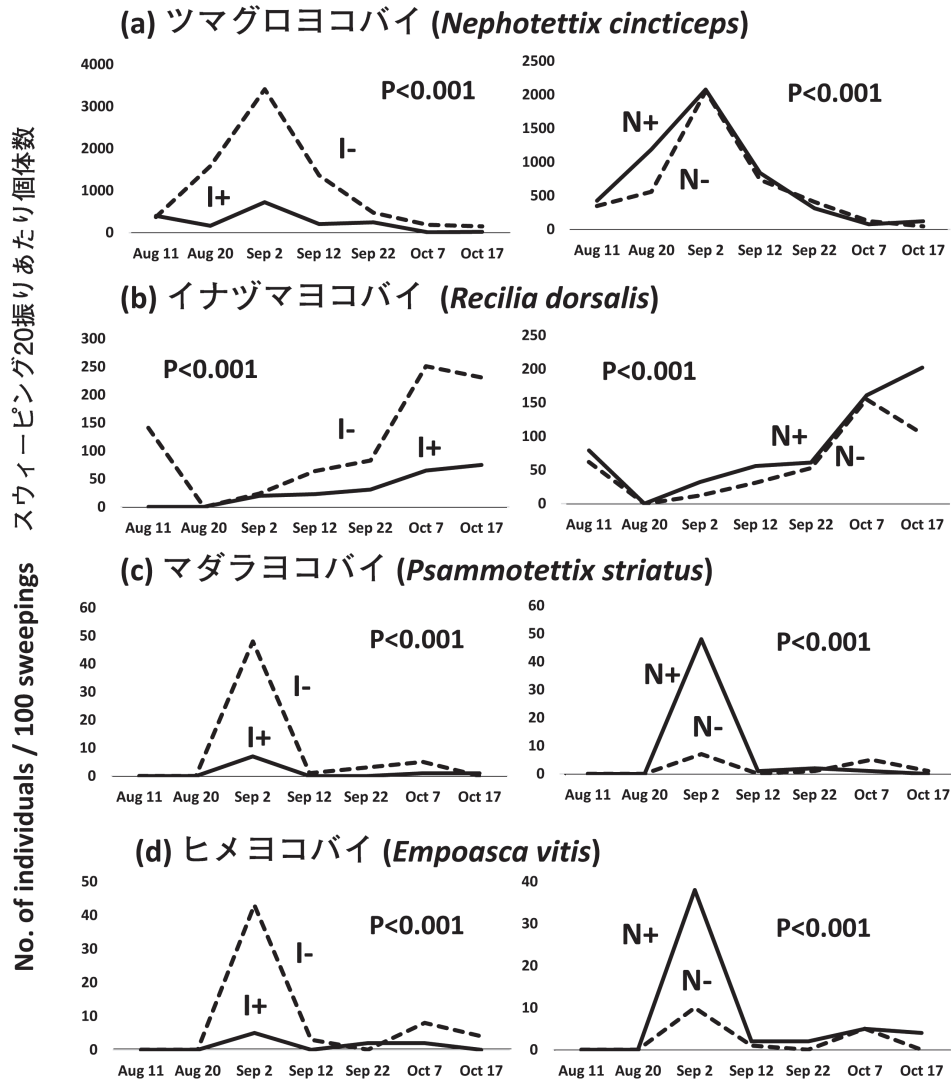 スウィーピング20振りあたり個体数
No. of individuals / 100 sweepings
(a) ツマグロヨコバイ (Nephotettix cincticeps)
4000
3000
2000
1000
0
P<0.001
I-
I+
Aug 11 Aug 20 Sep 2 Sep 12 Sep 22 Oct 7 Oct 17
2500
2000
1500
1000
500
0
P<0.001
N+
N-
Aug 11 Aug 20 Sep 2 Sep 12 Sep 22 Oct 7 Oct 17
(b) イナヅマヨコバイ (Recilia dorsalis)
300
250
200
150
100
50
0
P<0.001
I-
I+
Aug 11 Aug 20 Sep 2 Sep 12 Sep 22 Oct 7 Oct 17
250
200
150
100
50
0
P<0.001
N+
N-
Aug 11 Aug 20 Sep 2 Sep 12 Sep 22 Oct 7 Oct 17
(c) マダラヨコバイ (Psammotettix striatus)
60
50
40
30
20
10
0
P<0.001
I-
I+
Aug 11 Aug 20 Sep 2 Sep 12 Sep 22 Oct 7 Oct 17
60
50
40
30
20
10
0
P<0.001
N+
N-
Aug 11 Aug 20 Sep 2 Sep 12 Sep 22 Oct 7 Oct 17
(d) ヒメヨコバイ (Empoasca vitis)
50
40
30
20
10
0
P<0.001
I-
I+
Aug 11 Aug 20 Sep 2 Sep 12 Sep 22 Oct 7 Oct 17
40
30
20
10
0
P<0.001
N+
N-
Aug 11 Aug 20 Sep 2 Sep 12 Sep 22 Oct 7 Oct 17